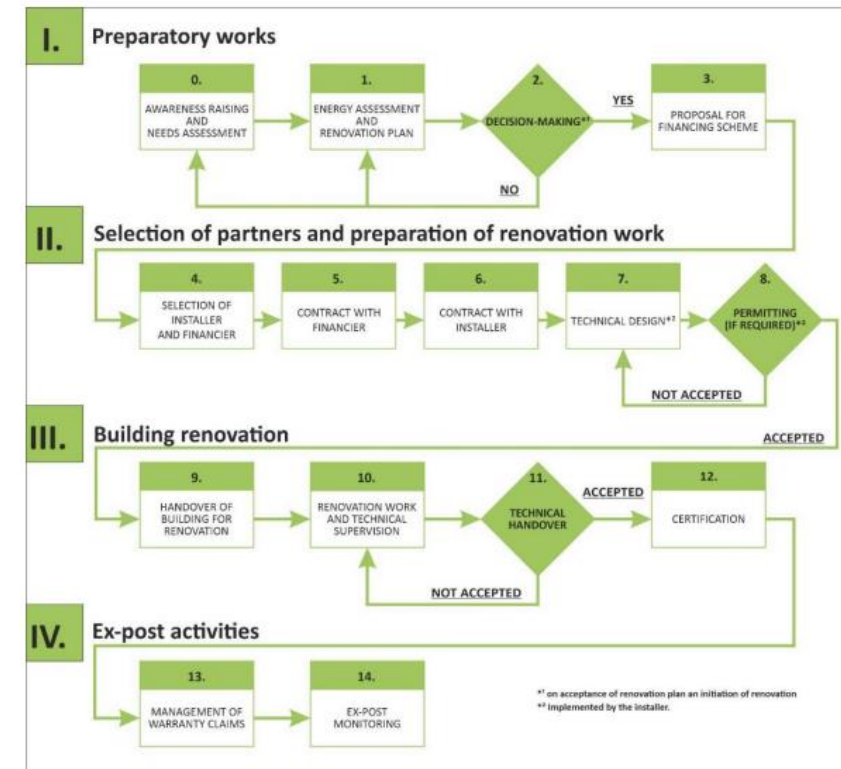 I. Preparatory works
0.
AWARENESS RAISING
AND
NEEDS ASSESSMENT
1.
ENERGY ASSESSMENT
AND
RENOVATION PLAN
2.
DECISION-MAKING*¹
YES
NO
3.
PROPOSAL FOR
FINANCING SCHEME
II. Selection of partners and preparation of renovation work
4.
SELECTION OF
INSTALLER
AND FINANCIER
5.
CONTRACT WITH
FINANCIER
6.
CONTRACT WITH
INSTALLER
7.
TECHNICAL DESIGN*²
8.
PERMITTING
(IF REQUIRED)*²
NOT ACCEPTED
ACCEPTED
III. Building renovation
9.
HANDOVER OF
BUILDING FOR
RENOVATION
10.
RENOVATION WORK
AND TECHNICAL
SUPERVISION
11.
TECHNICAL
HANDOVER
ACCEPTED
NOT ACCEPTED
12.
CERTIFICATION
IV. Ex-post activities
13.
MANAGEMENT OF
WARRANTY CLAIMS
14.
EX-POST
MONITORING
*¹ on acceptance of renovation plan an initiation of renovation
*² Implemented by the installer.